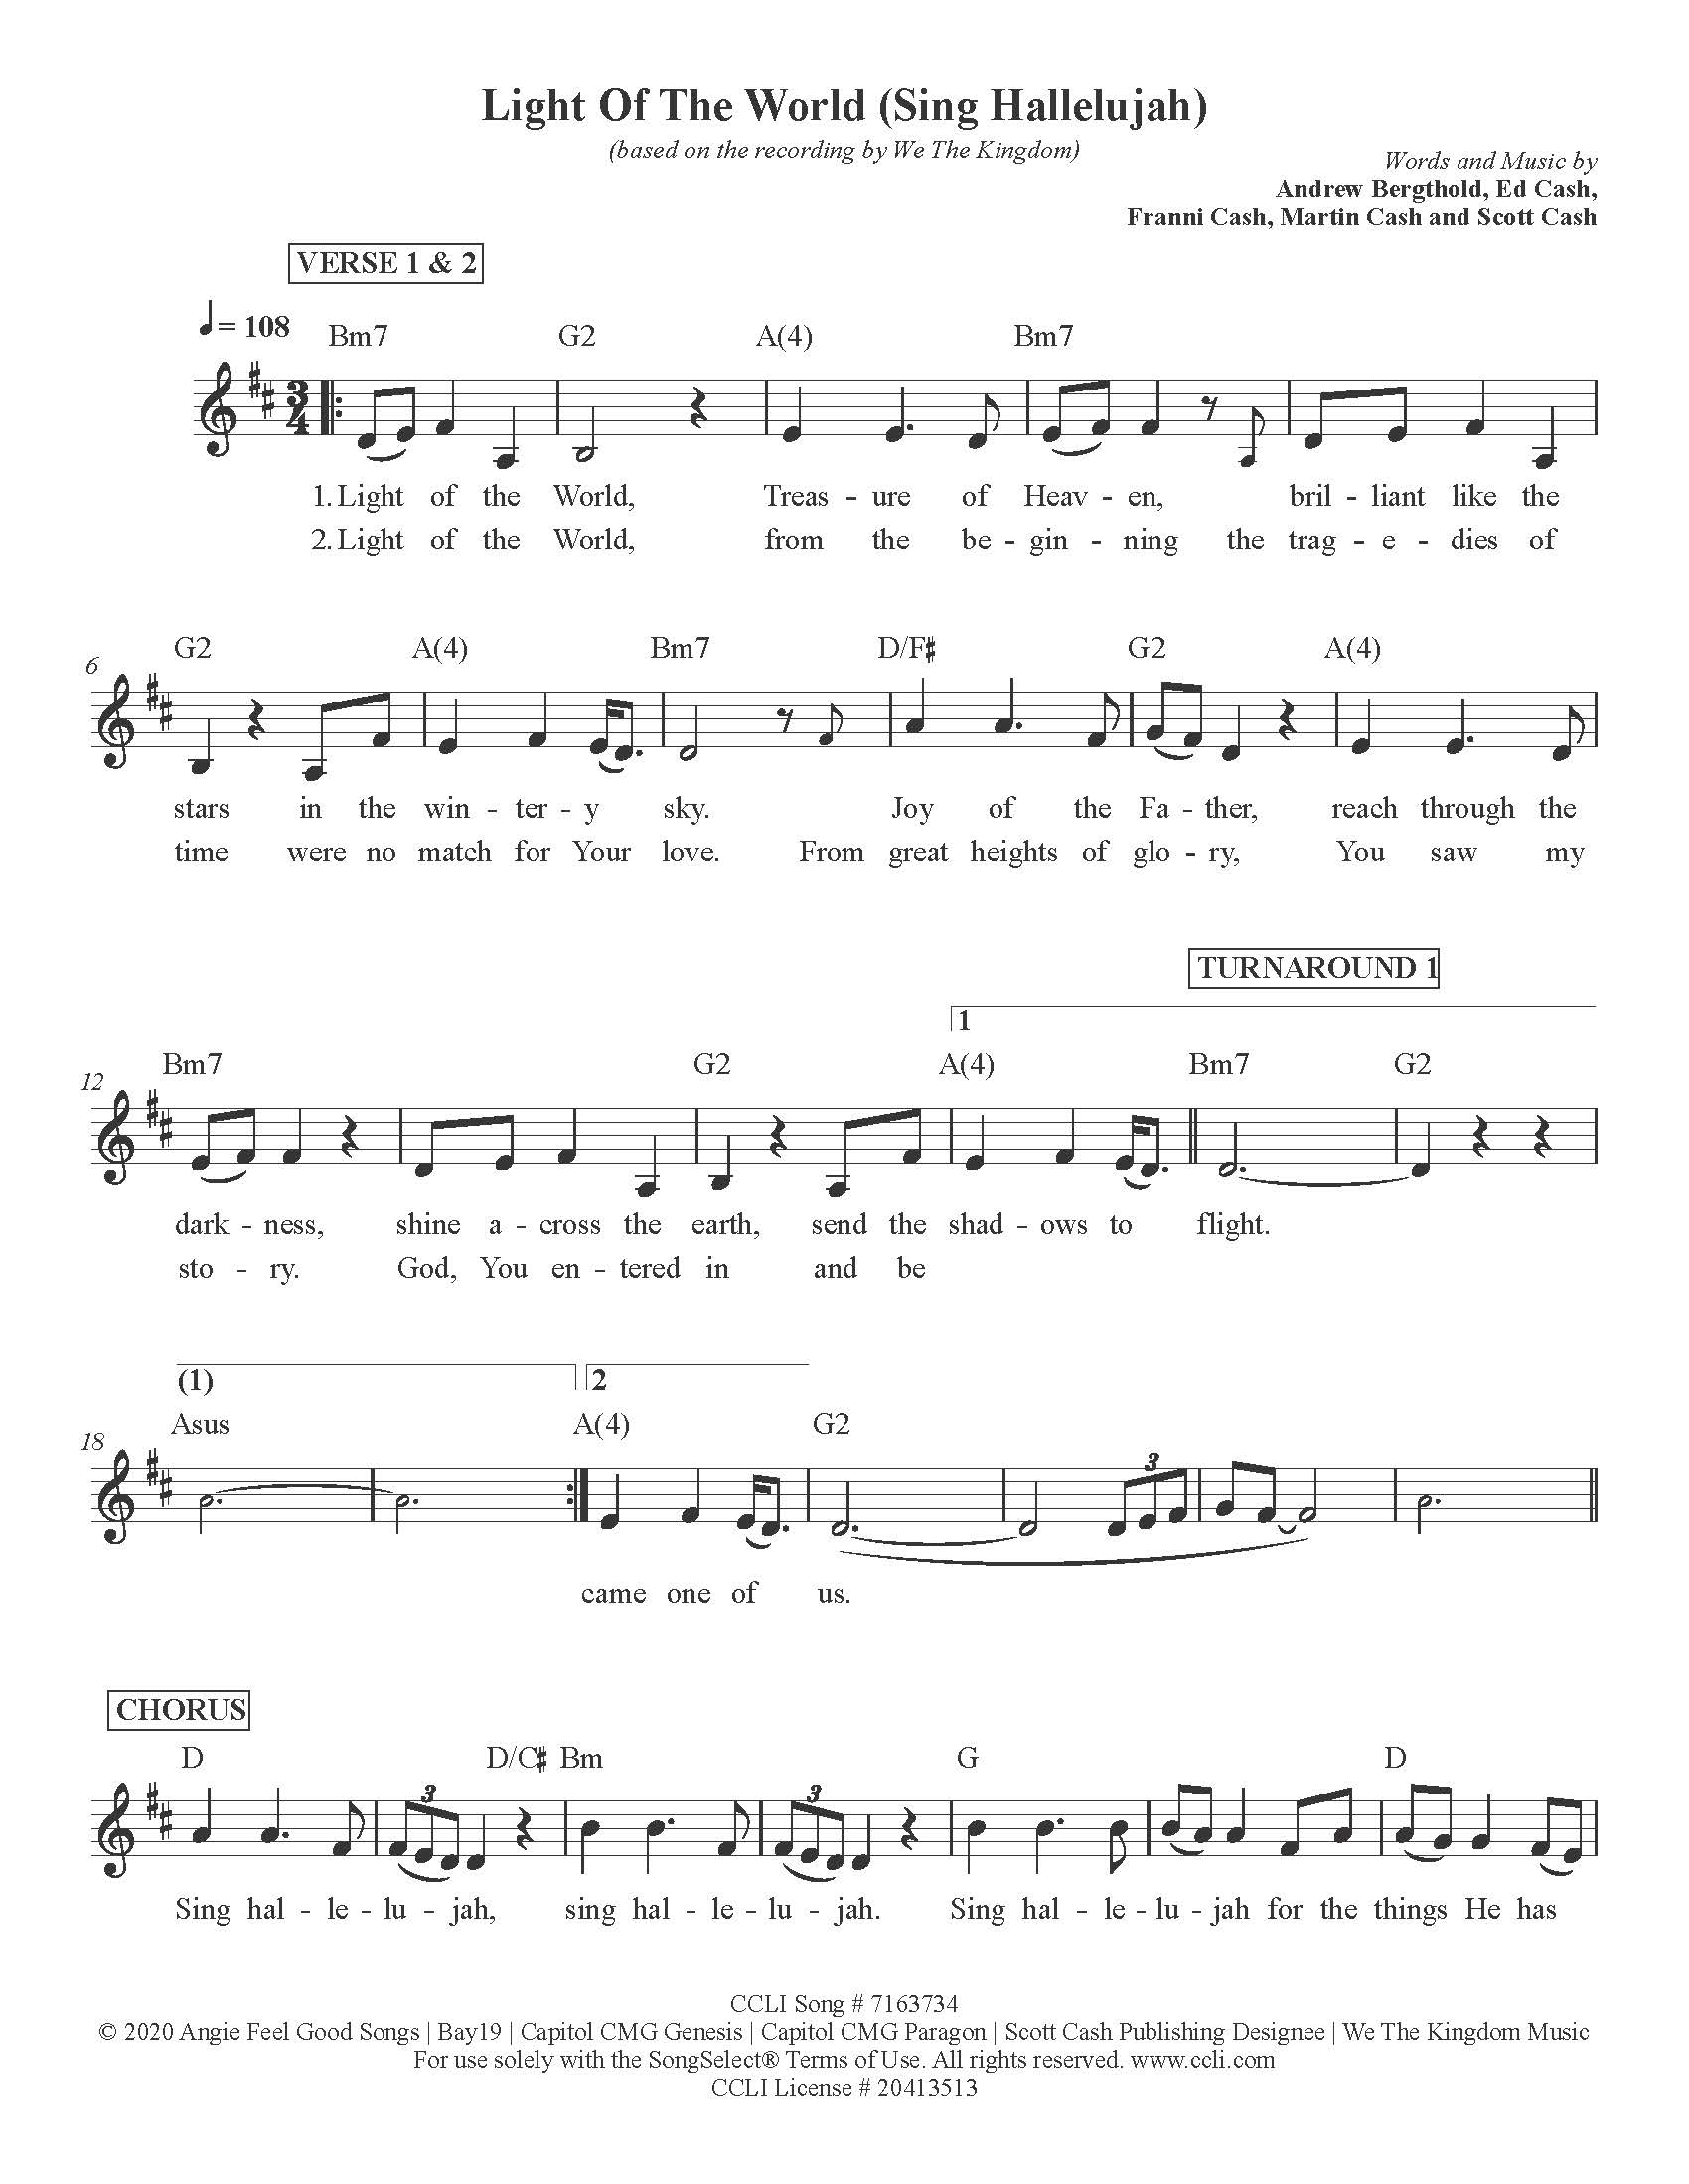 Light Of The World (Sing Hallelujah)
(based on the recording by We The Kingdom)
Words and Music by
Andrew Bergthold, Ed Cash,
Franni Cash, Martin Cash and Scott Cash
VERSE 1 & 2
= 108
Bm7 G2 A(4) Bm7
3/4
1. Light of the World, Treas - ure of Heav - en, bril - liant like the
2. Light of the World, from the be - gin - ning the trag - e - dies of
G2 A(4) Bm7 D/F♯ G2 A(4)
6
stars in the win - ter - y sky. Joy of the Fa - ther, reach through the
time were no match for Your love. From great heights of glo - ry, You saw my
TURNAROUND 1
1
Bm7 G2 A(4) Bm7 G2
12
dark - ness, shine a - cross the earth, send the shad - ows to flight.
sto - ry. God, You en - tered in and be
(1) 2
Asus A(4) G2
18
3
came one of us.
CHORUS
D D/C♯ Bm G D
3 3
Sing hal - le - lu - jah, sing hal - le - lu - jah. Sing hal - le - lu - jah for the things He has
CCLI Song # 7163734
© 2020 Angie Feel Good Songs | Bay19 | Capitol CMG Genesis | Capitol CMG Paragon | Scott Cash Publishing Designee | We The Kingdom Music
For use solely with the SongSelect® Terms of Use. All rights reserved. www.ccli.com
CCLI License # 20413513